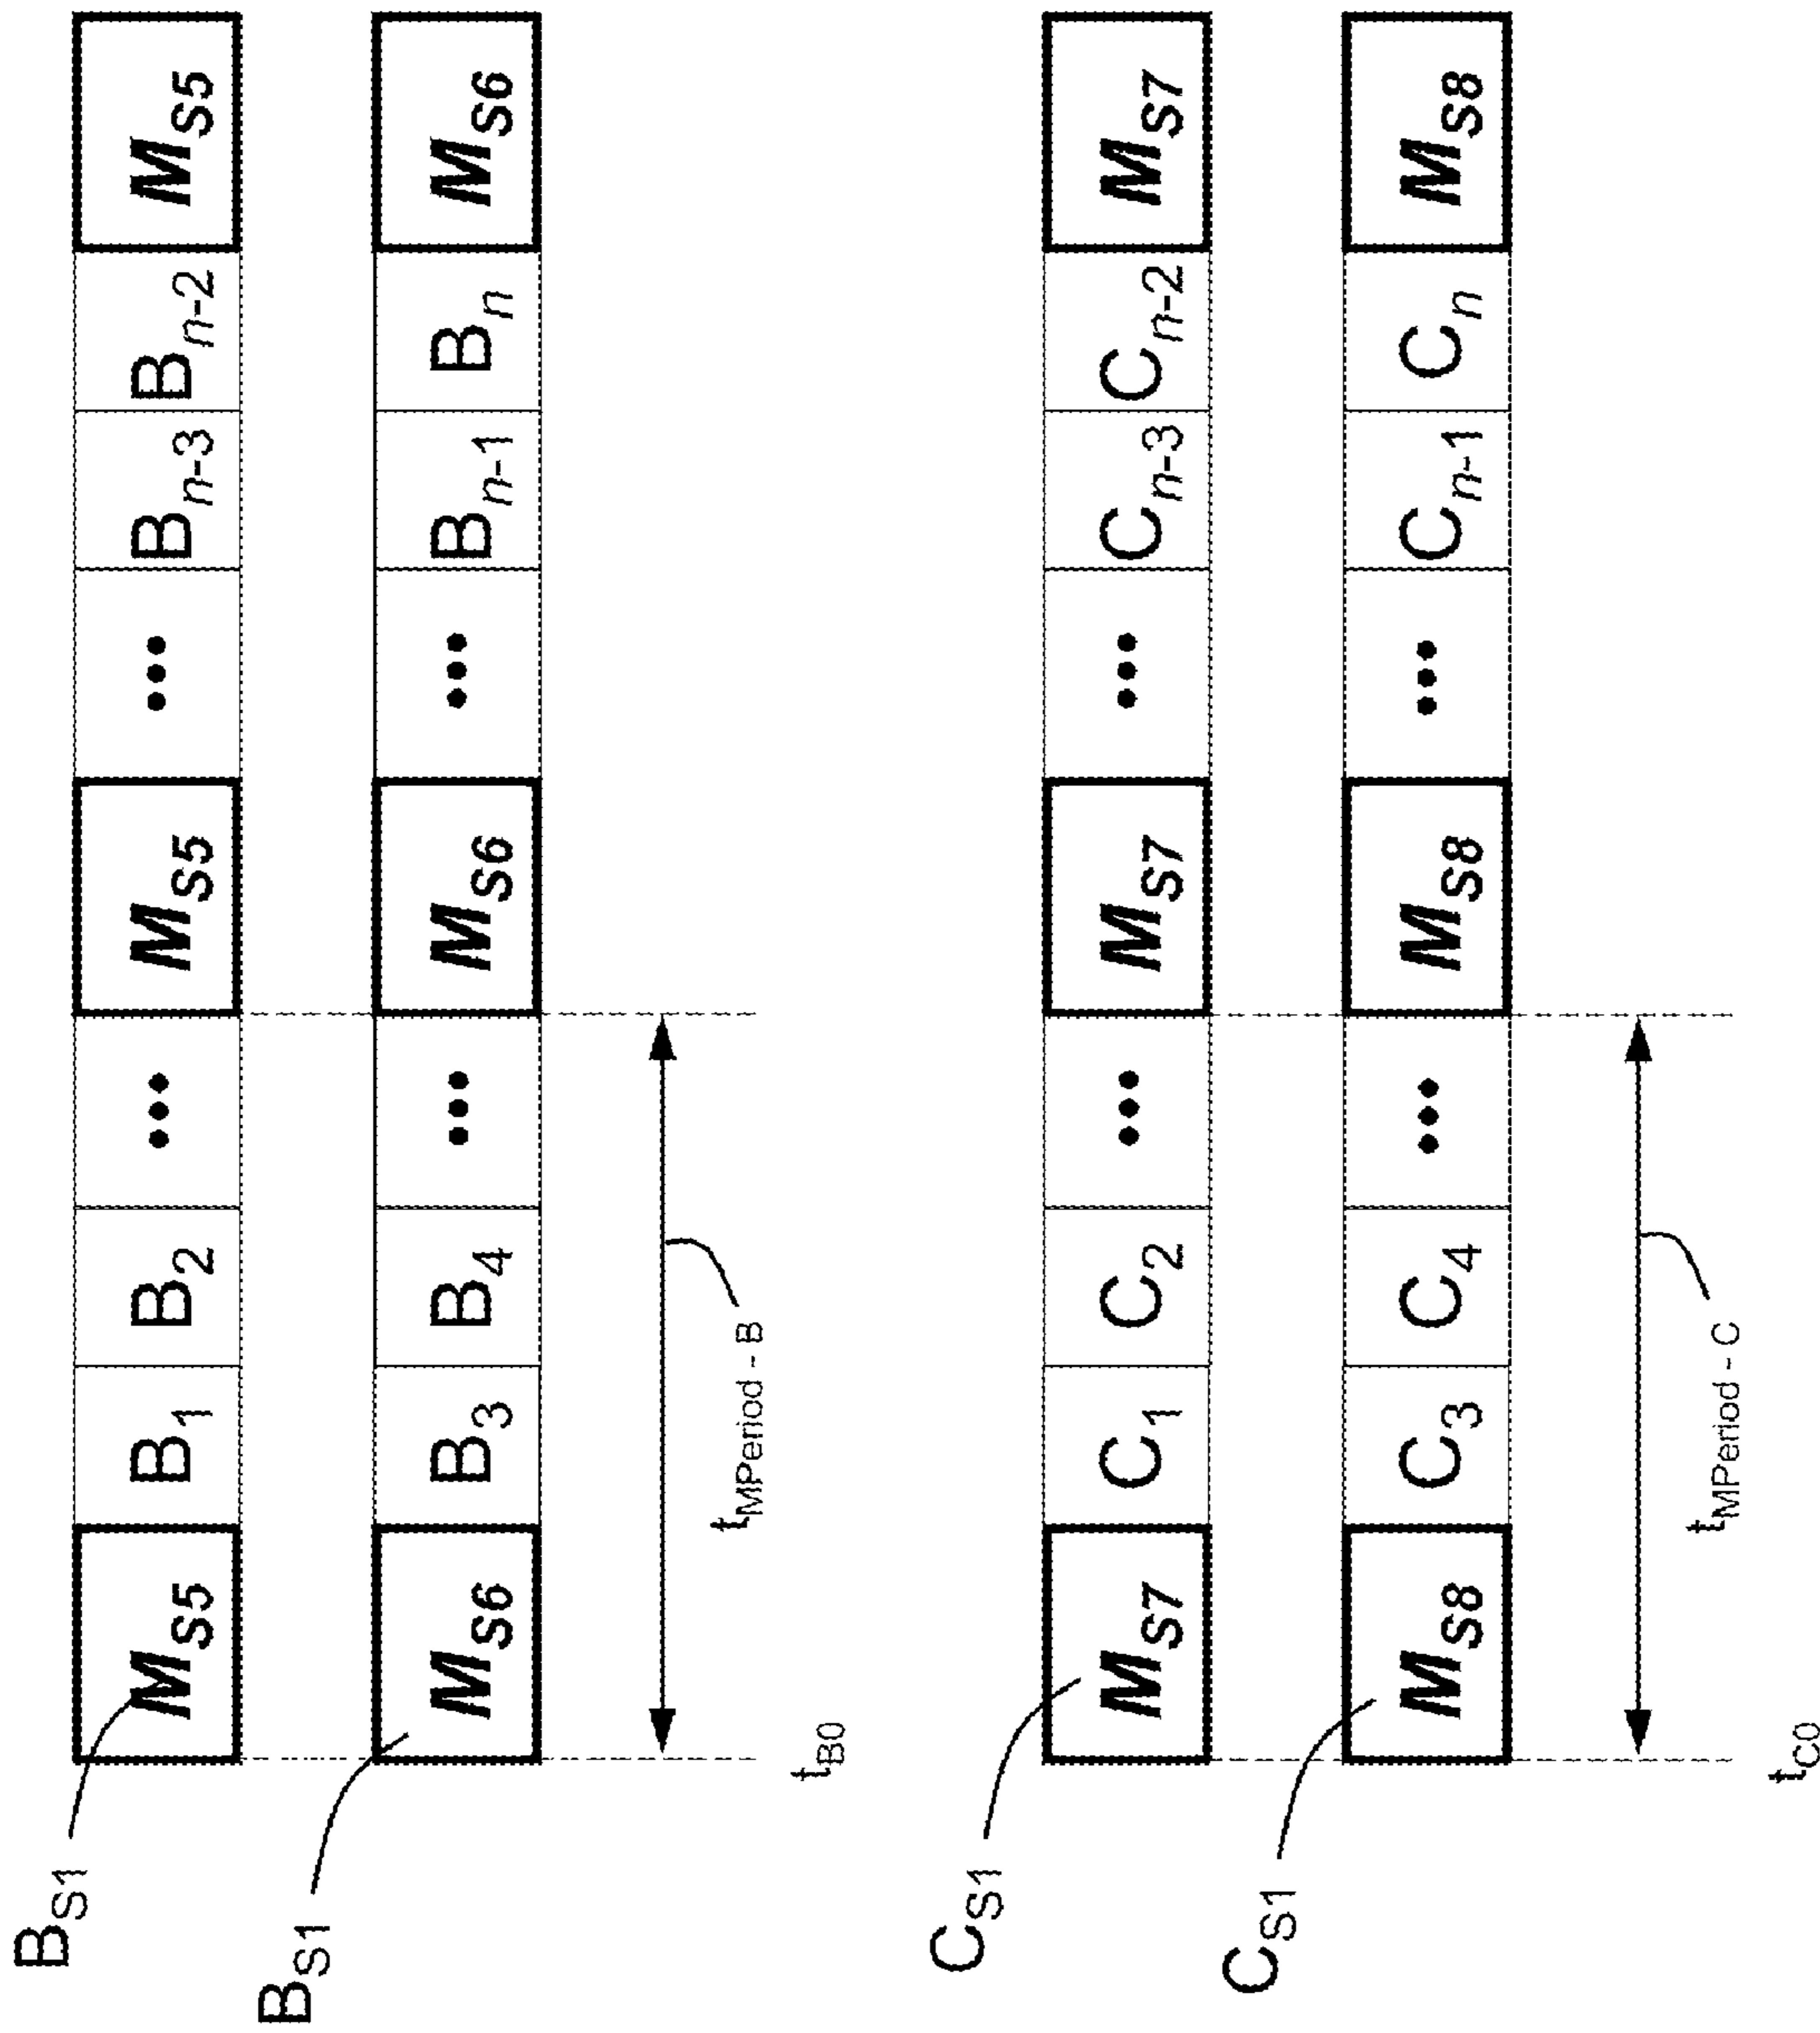 B_S1 M_S5 B_1 B_2 ••• M_S5 ••• B_n-3 B_n-2 M_S5
B_S1 M_S6 B_3 B_4 ••• M_S6 ••• B_n-1 B_n M_S6
t_MPeriod - B
t_B0
C_S1 M_S7 C_1 C_2 ••• M_S7 ••• C_n-3 C_n-2 M_S7
C_S1 M_S8 C_3 C_4 ••• M_S8 ••• C_n-1 C_n M_S8
t_MPeriod - C
t_C0